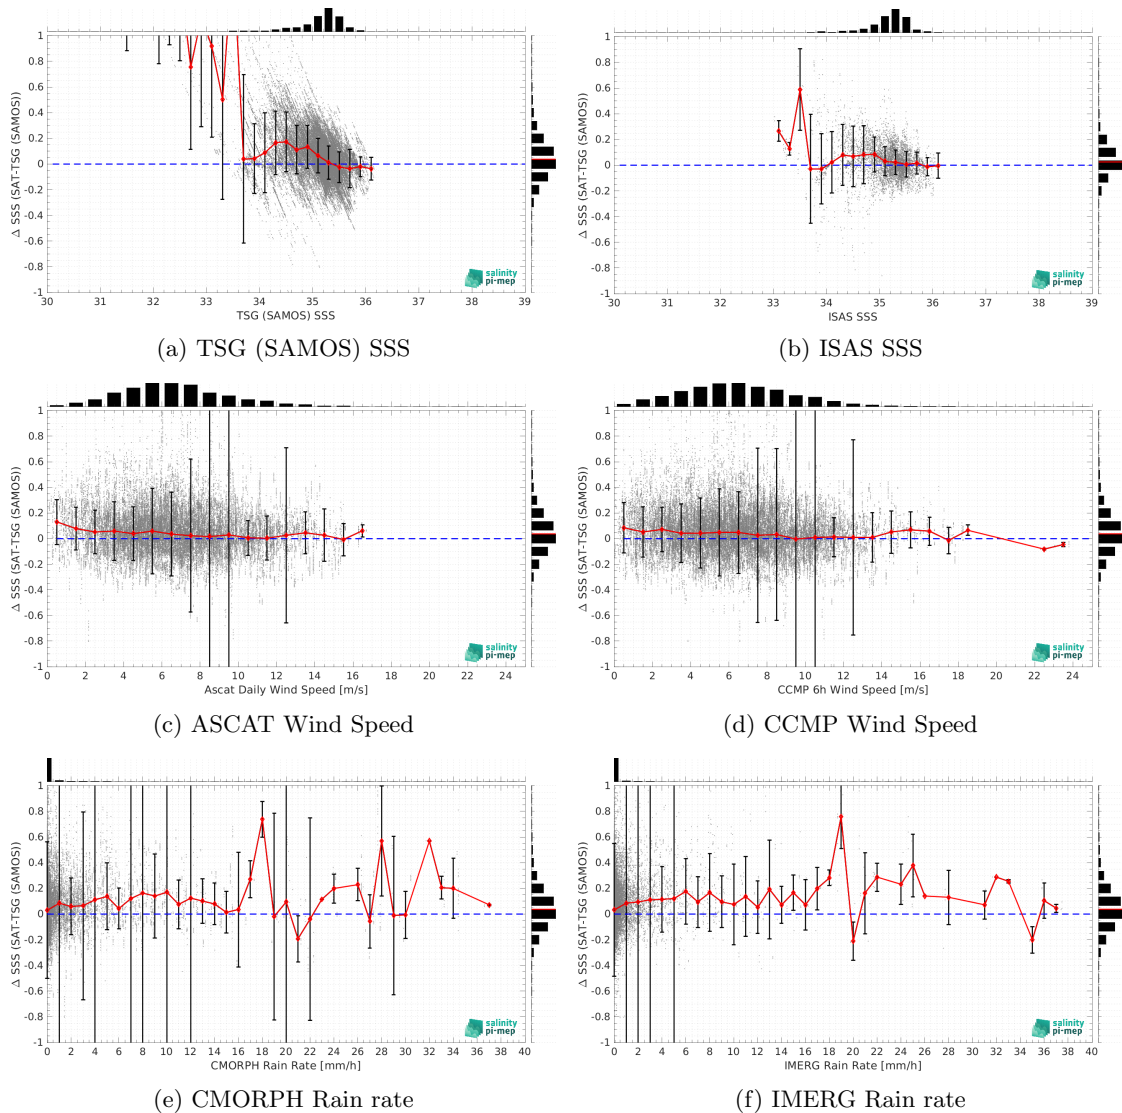 1
0.8
0.6
0.4
0.2
0
-0.2
-0.4
-0.6
-0.8
-1
Δ SSS (SAT-TSG (SAMOS))
30 31 32 33 34 35 36 37 38 39
TSG (SAMOS) SSS
salinity
pi-mep
(a) TSG (SAMOS) SSS
1
0.8
0.6
0.4
0.2
0
-0.2
-0.4
-0.6
-0.8
-1
Δ SSS (SAT-TSG (SAMOS))
30 31 32 33 34 35 36 37 38 39
ISAS SSS
salinity
pi-mep
(b) ISAS SSS
1
0.8
0.6
0.4
0.2
0
-0.2
-0.4
-0.6
-0.8
-1
Δ SSS (SAT-TSG (SAMOS))
0 2 4 6 8 10 12 14 16 18 20 22 24
Ascat Daily Wind Speed [m/s]
salinity
pi-mep
(c) ASCAT Wind Speed
1
0.8
0.6
0.4
0.2
0
-0.2
-0.4
-0.6
-0.8
-1
Δ SSS (SAT-TSG (SAMOS))
0 2 4 6 8 10 12 14 16 18 20 22 24
CCMP 6h Wind Speed [m/s]
salinity
pi-mep
(d) CCMP Wind Speed
1
0.8
0.6
0.4
0.2
0
-0.2
-0.4
-0.6
-0.8
-1
Δ SSS (SAT-TSG (SAMOS))
0 2 4 6 8 10 12 14 16 18 20 22 24 26 28 30 32 34 36 38 40
CMORPH Rain Rate [mm/h]
salinity
pi-mep
(e) CMORPH Rain rate
1
0.8
0.6
0.4
0.2
0
-0.2
-0.4
-0.6
-0.8
-1
Δ SSS (SAT-TSG (SAMOS))
0 2 4 6 8 10 12 14 16 18 20 22 24 26 28 30 32 34 36 38 40
IMERG Rain Rate [mm/h]
salinity
pi-mep
(f) IMERG Rain rate